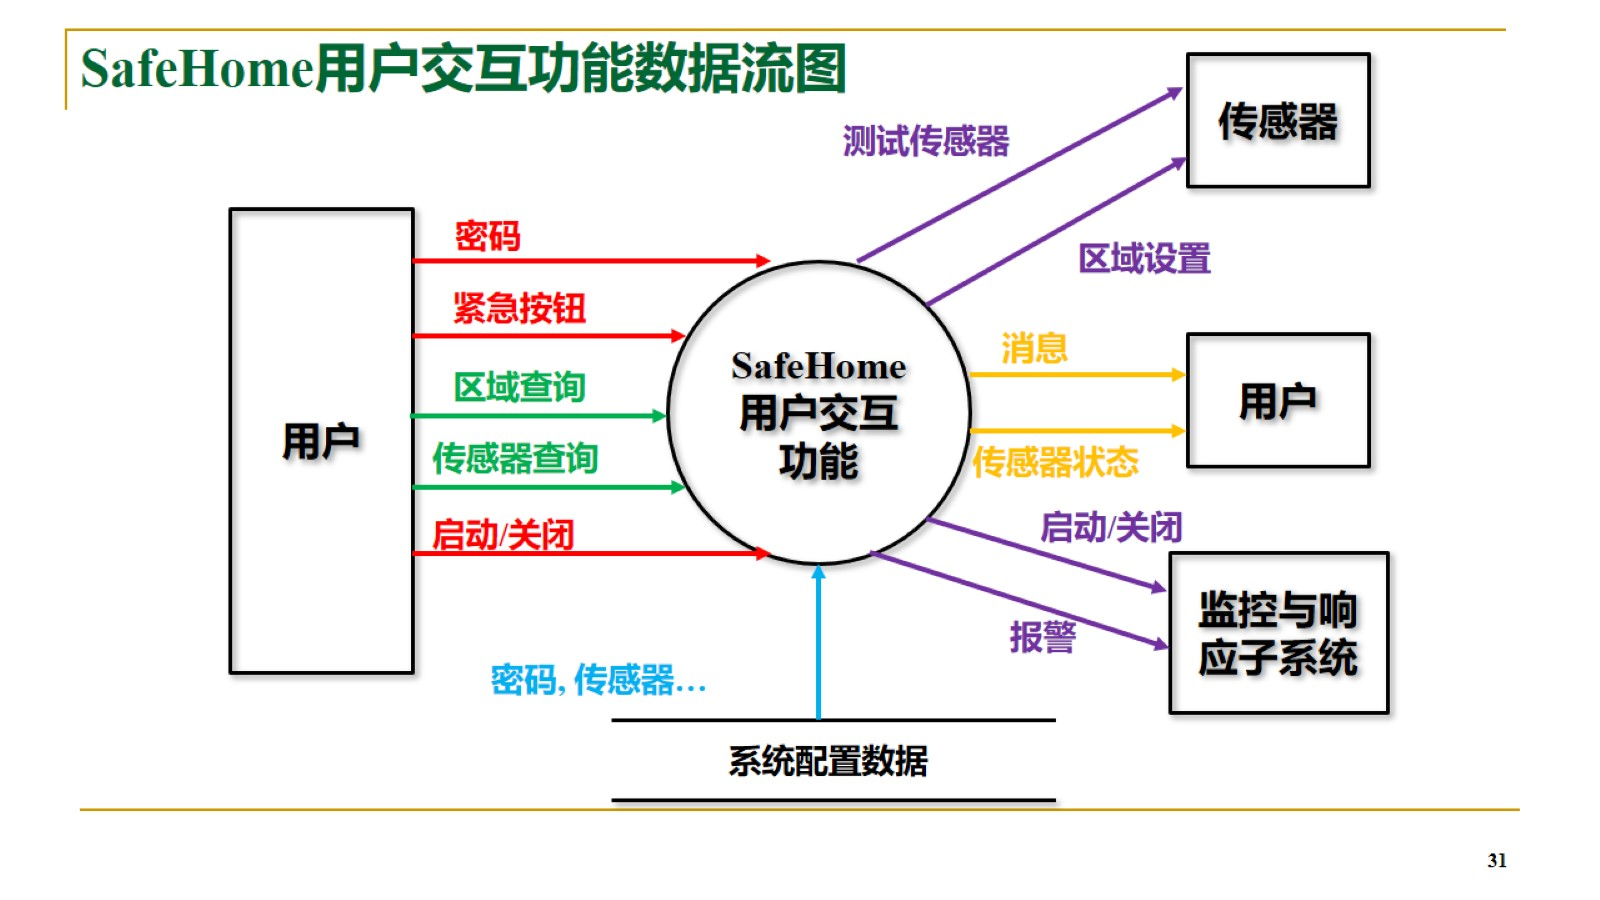 SafeHome用户交互功能数据流图
传感器
测试传感器
区域设置
密码
紧急按钮
区域查询
传感器查询
启动/关闭
用户
SafeHome
用户交互
功能
消息
传感器状态
用户
启动/关闭
报警
监控与响
应子系统
密码, 传感器…
系统配置数据
31